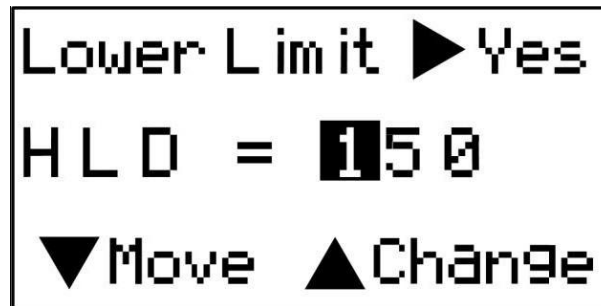 Lower Limit ▶Yes
HLD = 150
▼Move ▲Change